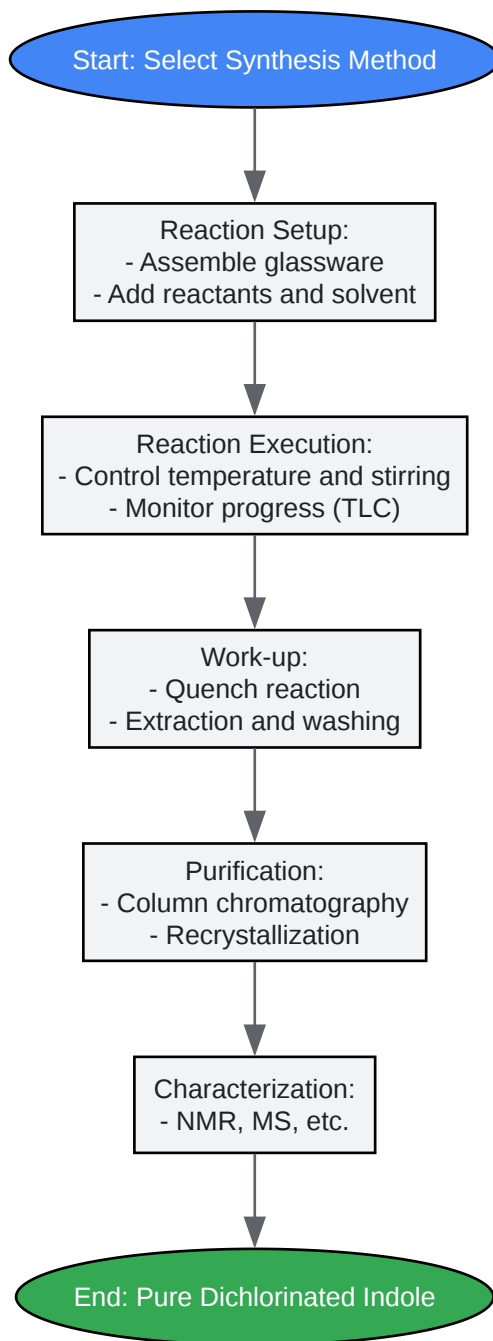 Start: Select Synthesis Method
Reaction Setup:
- Assemble glassware
- Add reactants and solvent
Reaction Execution:
- Control temperature and stirring
- Monitor progress (TLC)
Work-up:
- Quench reaction
- Extraction and washing
Purification:
- Column chromatography
- Recrystallization
Characterization:
- NMR, MS, etc.
End: Pure Dichlorinated Indole